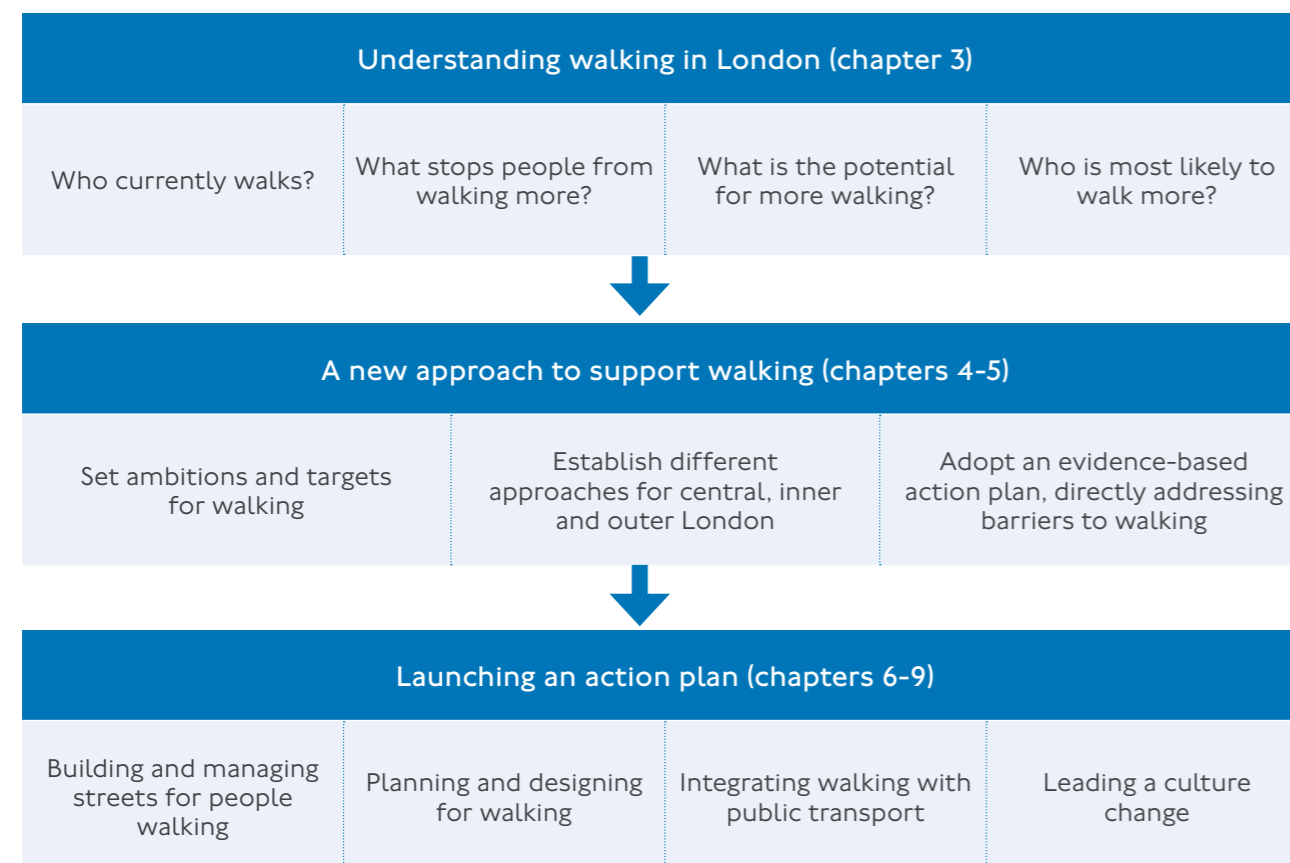 Understanding walking in London (chapter 3)
Who currently walks?
What stops people from
walking more?
What is the potential
for more walking?
Who is most likely to
walk more?
A new approach to support walking (chapters 4-5)
Set ambitions and targets
for walking
Establish different
approaches for central, inner
and outer London
Adopt an evidence-based
action plan, directly addressing
barriers to walking
Launching an action plan (chapters 6-9)
Building and managing
streets for people
walking
Planning and designing
for walking
Integrating walking with
public transport
Leading a culture
change